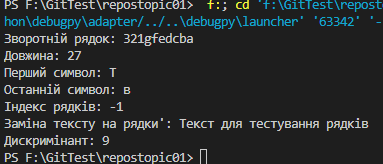 PS F:\GitTest\repostopic01>  f:; cd 'f:\GitTest\repost
hon\debugpy\adapter/../..\debugpy\launcher' '63342' '-
Зворотній рядок: 321gfedcba
Довжина: 27
Перший символ: Т
Останній символ: в
Індекс рядків: -1
Заміна тексту на рядки': Текст для тестування рядків
Дискримінант: 9
PS F:\GitTest\repostopic01>